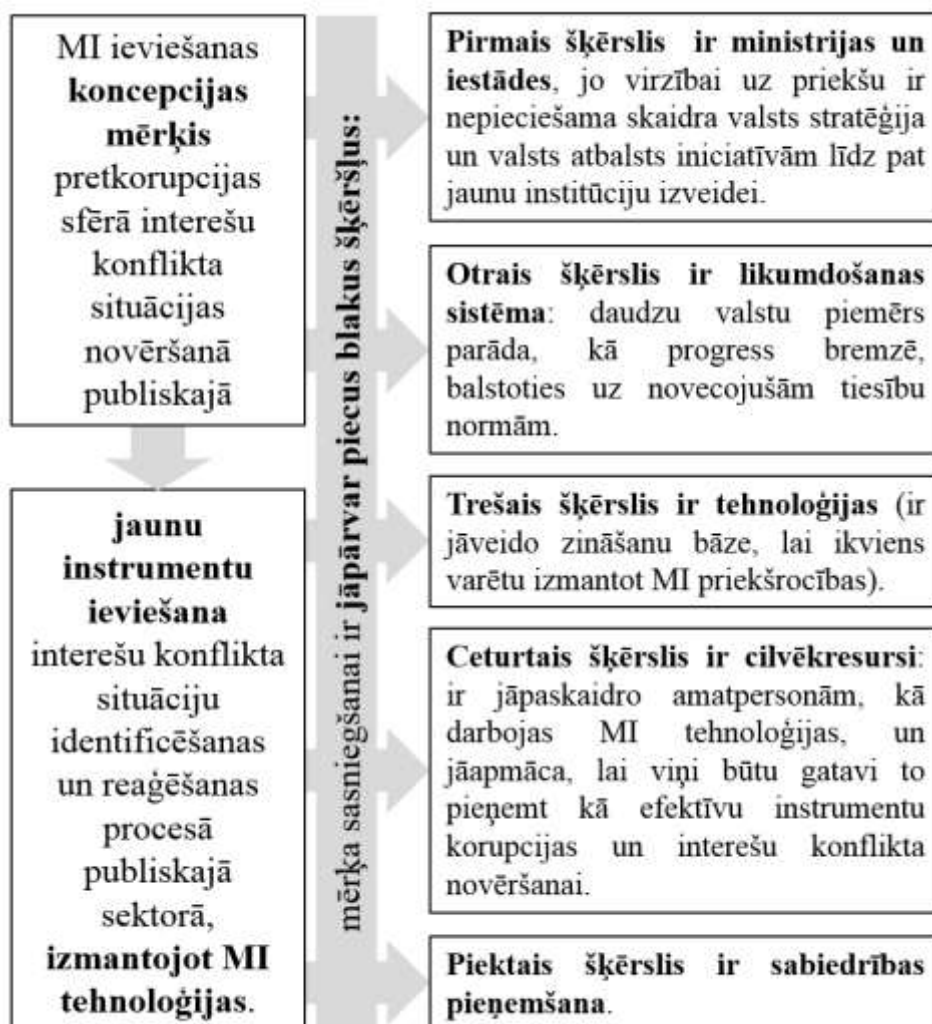 MI ieviešanas
koncepcijas
mērķis
pretkorupcijas
sfērā interešu
konflikta
situācijas
novēršanā
publiskajā
jaunu
instrumentu
ieviešana
interešu konflikta
situāciju
identificēšanas
un reaģēšanas
procesā
publiskajā
sektorā,
izmantojot MI
tehnoloģijas.
mērķa sasniegšanai ir jāpārvar piecus blakus šķēršļus:
Pirmais šķērslis ir ministrijas un
iestādes, jo virzībai uz priekšu ir
nepieciešama skaidra valsts stratēģija
un valsts atbalsts iniciatīvām līdz pat
jaunu institūciju izveidei.
Otrais šķērslis ir likumdošanas
sistēma: daudzu valstu piemērs
parāda, kā progress bremzē,
balstoties uz novecojušām tiesību
normām.
Trešais šķērslis ir tehnoloģijas (ir
jāveido zināšanu bāze, lai ikviens
varētu izmantot MI priekšrocības).
Ceturtais šķērslis ir cilvēkresursi:
ir jāpaskaidro amatpersonām, kā
darbojas MI tehnoloģijas, un
jāapmāca, lai viņi būtu gatavi to
pieņemt kā efektīvu instrumentu
korupcijas un interešu konflikta
novēršanai.
Piektais šķērslis ir sabiedrības
pieņemšana.